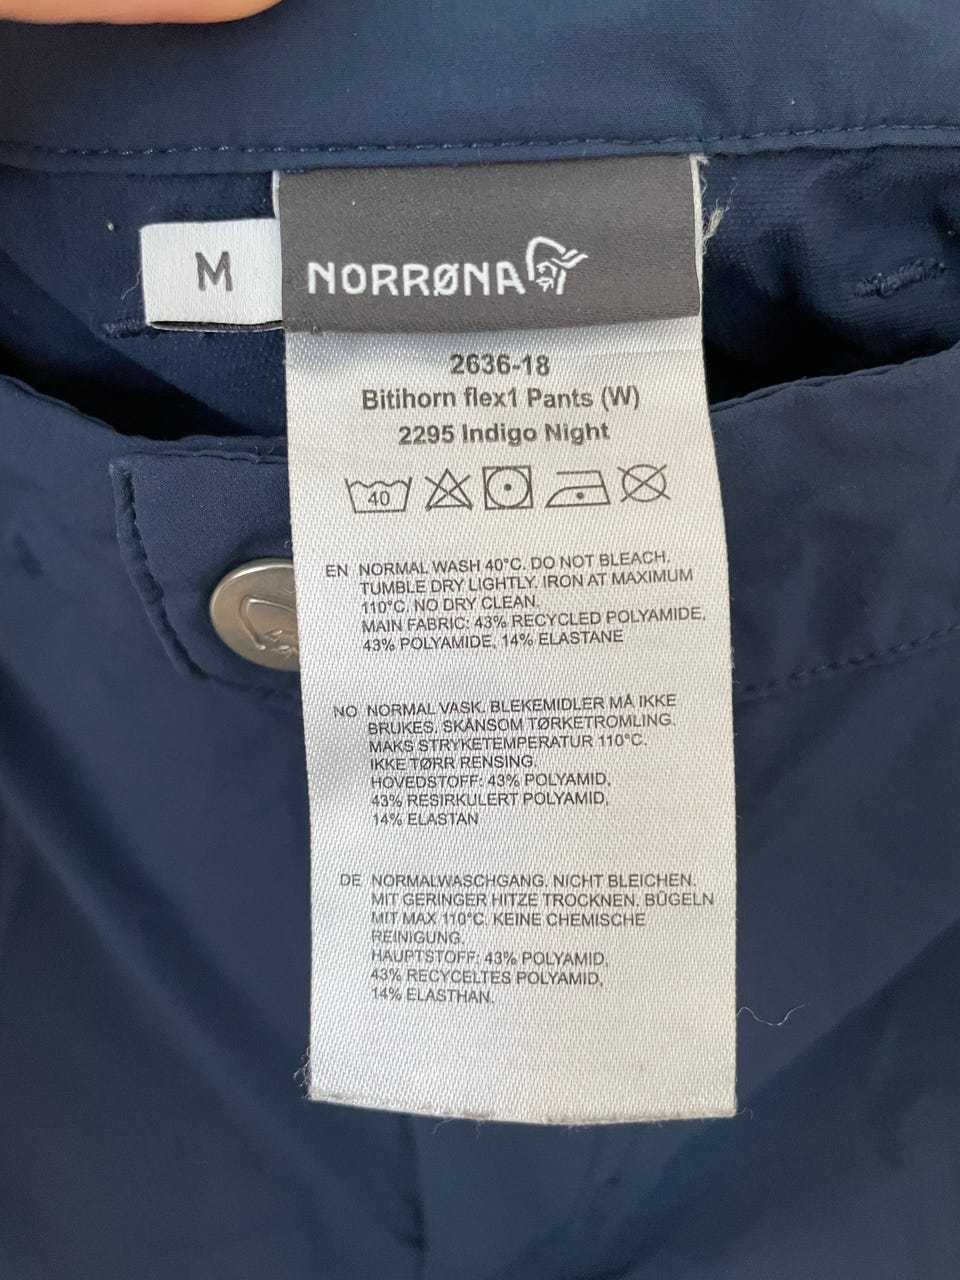 M
NORRØNA
2636-18
Bitihorn flex1 Pants (W)
2295 Indigo Night
40
EN NORMAL WASH 40°C. DO NOT BLEACH.
TUMBLE DRY LIGHTLY. IRON AT MAXIMUM
110°C. NO DRY CLEAN.
MAIN FABRIC: 43% RECYCLED POLYAMIDE,
43% POLYAMIDE, 14% ELASTANE
NO NORMAL VASK. BLEKEMIDLER MÅ IKKE
BRUKES. SKÅNSOM TØRKETROMLING.
MAKS STRYKETEMPERATUR 110°C.
IKKE TØRR RENSING.
HOVEDSTOFF: 43% POLYAMID,
43% RESIRKULERT POLYAMID,
14% ELASTAN
DE NORMALWASCHGANG. NICHT BLEICHEN.
MIT GERINGER HITZE TROCKNEN. BÜGELN
MIT MAX 110°C. KEINE CHEMISCHE
REINIGUNG.
HAUPTSTOFF: 43% POLYAMID,
43% RECYCELTES POLYAMID,
14% ELASTHAN.